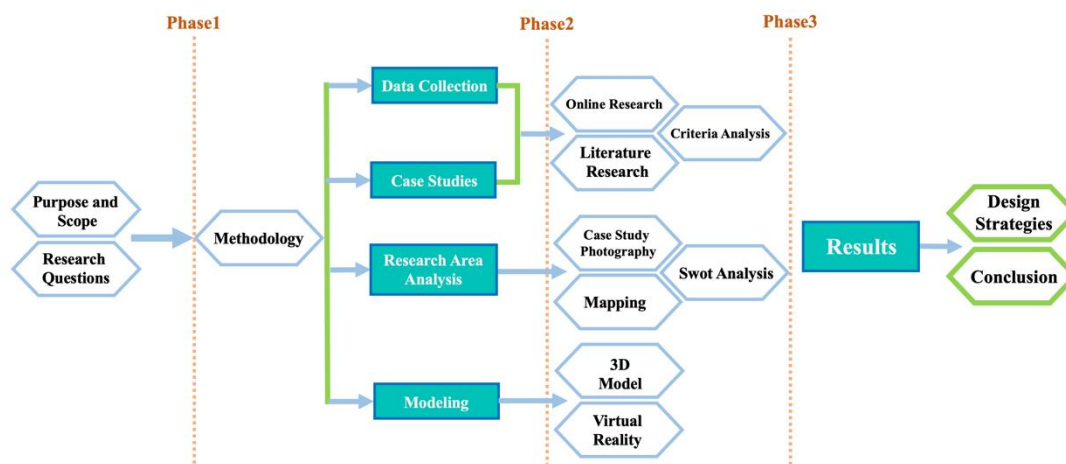 Phase1
Phase2
Phase3
Purpose and
Scope
Research
Questions
Methodology
Data Collection
Case Studies
Research Area
Analysis
Modeling
Online Research
Literature
Research
Criteria Analysis
Case Study
Photography
Mapping
Swot Analysis
3D
Model
Virtual
Reality
Results
Design
Strategies
Conclusion